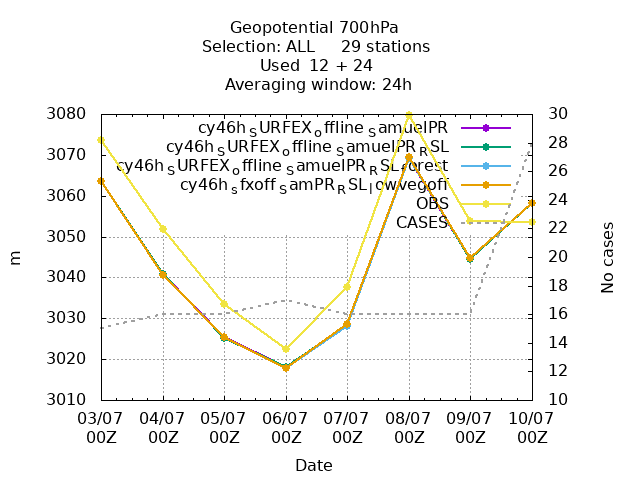 Geopotential 700hPa
Selection: ALL 29 stations
Used 12 + 24
Averaging window: 24h
3080
3070
3060
3050
3040
3030
3020
3010
m
30
28
26
24
22
20
18
16
14
12
10
No cases
cy46h_SURFEX_offline_samuelPR
cy46h_SURFEX_offline_samuelPR_RSL
cy46h_SURFEX_offline_samuelPR_RSL forest
cy46h_sfxoff_samPR_RSL_lowvegoff
OBS
CASES
03/07 04/07 05/07 06/07 07/07 08/07 09/07 10/07
00Z 00Z 00Z 00Z 00Z 00Z 00Z 00Z
Date